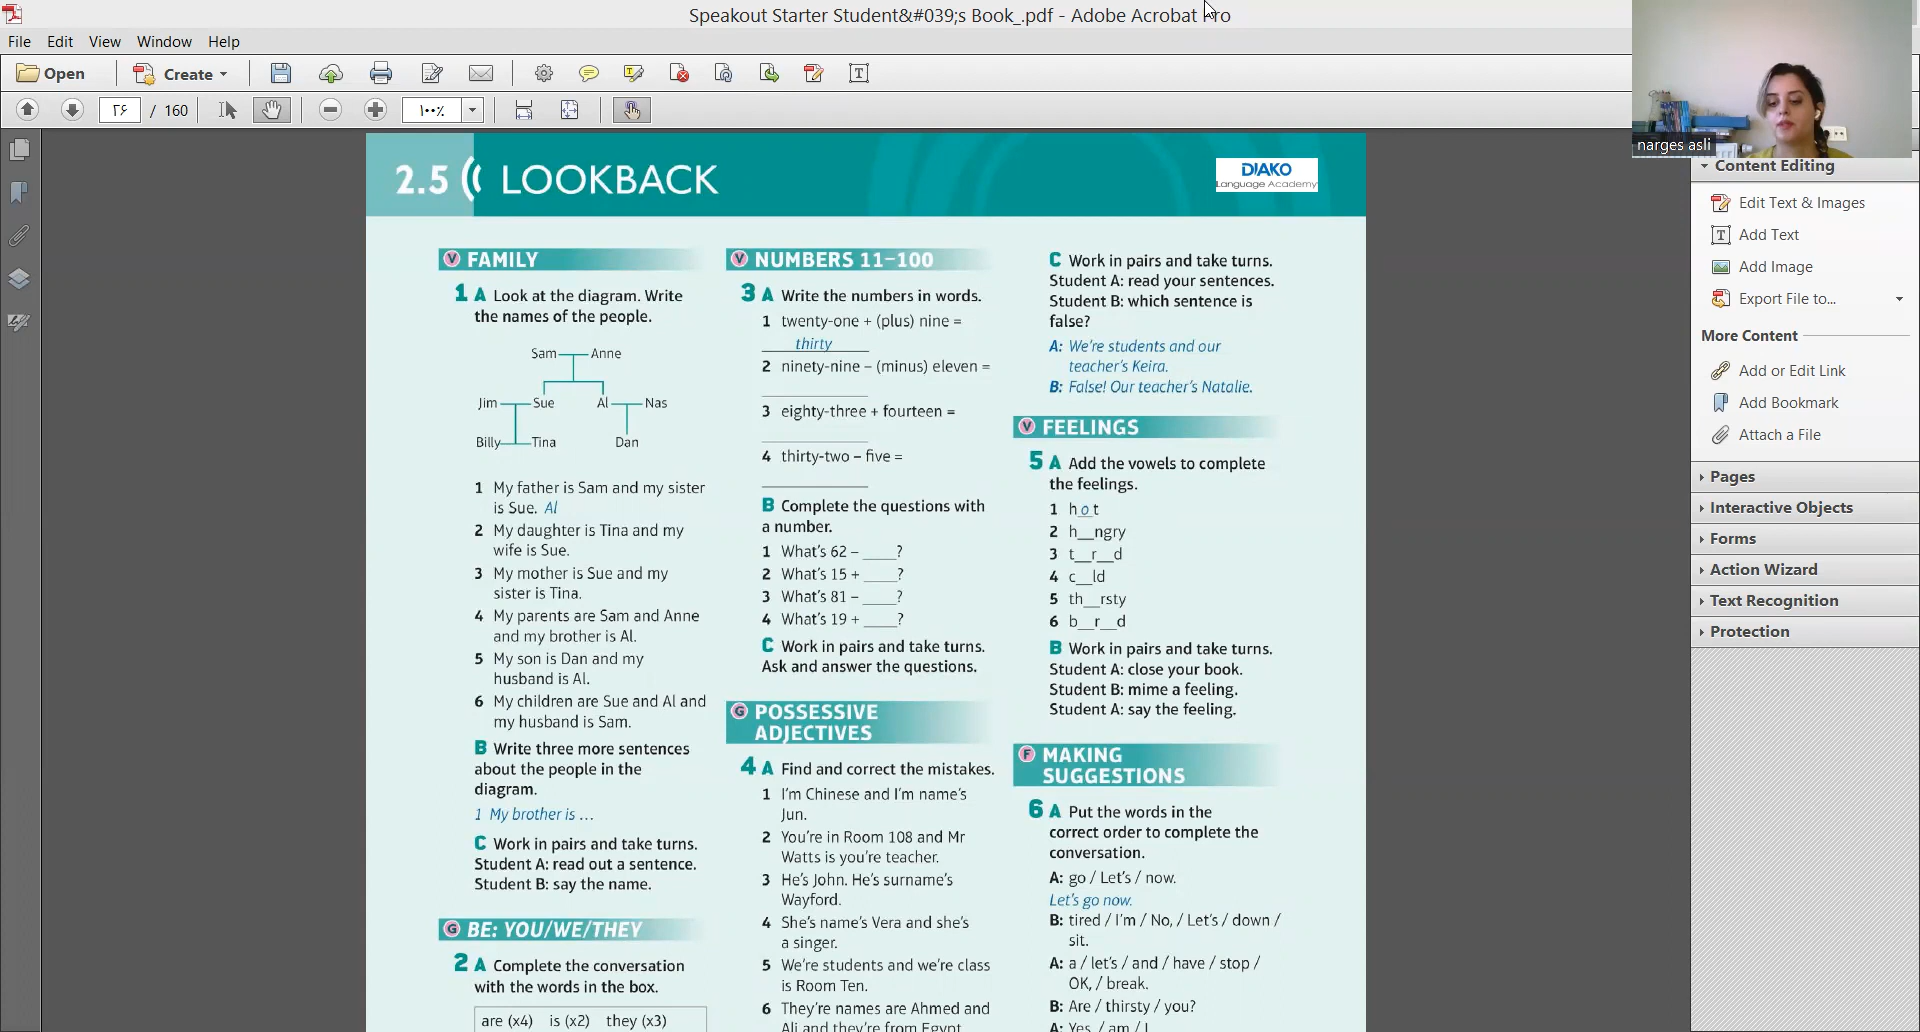 Speakout Starter Student&#039;s Book_.pdf - Adobe Acrobat Pro
File Edit View Window Help
Open Create
۲۶ / 160 ۱۰۰٪
narges asli
2.5 LOOKBACK
DIAKO
Language Academy
V FAMILY
1 A Look at the diagram. Write
the names of the people.
Sam Anne
Jim Sue Al Nas
Billy Tina Dan
1 My father is Sam and my sister
is Sue. Al
2 My daughter is Tina and my
wife is Sue.
3 My mother is Sue and my
sister is Tina.
4 My parents are Sam and Anne
and my brother is Al.
5 My son is Dan and my
husband is Al.
6 My children are Sue and Al and
my husband is Sam.
B Write three more sentences
about the people in the
diagram.
1 My brother is ...
C Work in pairs and take turns.
Student A: read out a sentence.
Student B: say the name.
G BE: YOU/WE/THEY
2 A Complete the conversation
with the words in the box.
are (x4) is (x2) they (x3)
V NUMBERS 11–100
3 A Write the numbers in words.
1 twenty-one + (plus) nine =
thirty
2 ninety-nine – (minus) eleven =
3 eighty-three + fourteen =
4 thirty-two – five =
B Complete the questions with
a number.
1 What's 62 – ____?
2 What's 15 + ____?
3 What's 81 – ____?
4 What's 19 + ____?
C Work in pairs and take turns.
Ask and answer the questions.
G POSSESSIVE
ADJECTIVES
4 A Find and correct the mistakes.
1 I'm Chinese and I'm name's
Jun.
2 You're in Room 108 and Mr
Watts is you're teacher.
3 He's John. He's surname's
Wayford.
4 She's name's Vera and she's
a singer.
5 We're students and we're class
is Room Ten.
6 They're names are Ahmed and
Ali and they're from Egypt.
C Work in pairs and take turns.
Student A: read your sentences.
Student B: which sentence is
false?
A: We're students and our
teacher's Keira.
B: False! Our teacher's Natalie.
V FEELINGS
5 A Add the vowels to complete
the feelings.
1 h o t
2 h__ngry
3 t__r__d
4 c__ld
5 th__rsty
6 b__r__d
B Work in pairs and take turns.
Student A: close your book.
Student B: mime a feeling.
Student A: say the feeling.
F MAKING
SUGGESTIONS
6 A Put the words in the
correct order to complete the
conversation.
A: go / Let's / now.
Let's go now.
B: tired / I'm / No, / Let's / down /
sit.
A: a / let's / and / have / stop /
OK, / break.
B: Are / thirsty / you?
A: Yes, / am / I.
Content Editing
Edit Text & Images
Add Text
Add Image
Export File to...
More Content
Add or Edit Link
Add Bookmark
Attach a File
Pages
Interactive Objects
Forms
Action Wizard
Text Recognition
Protection